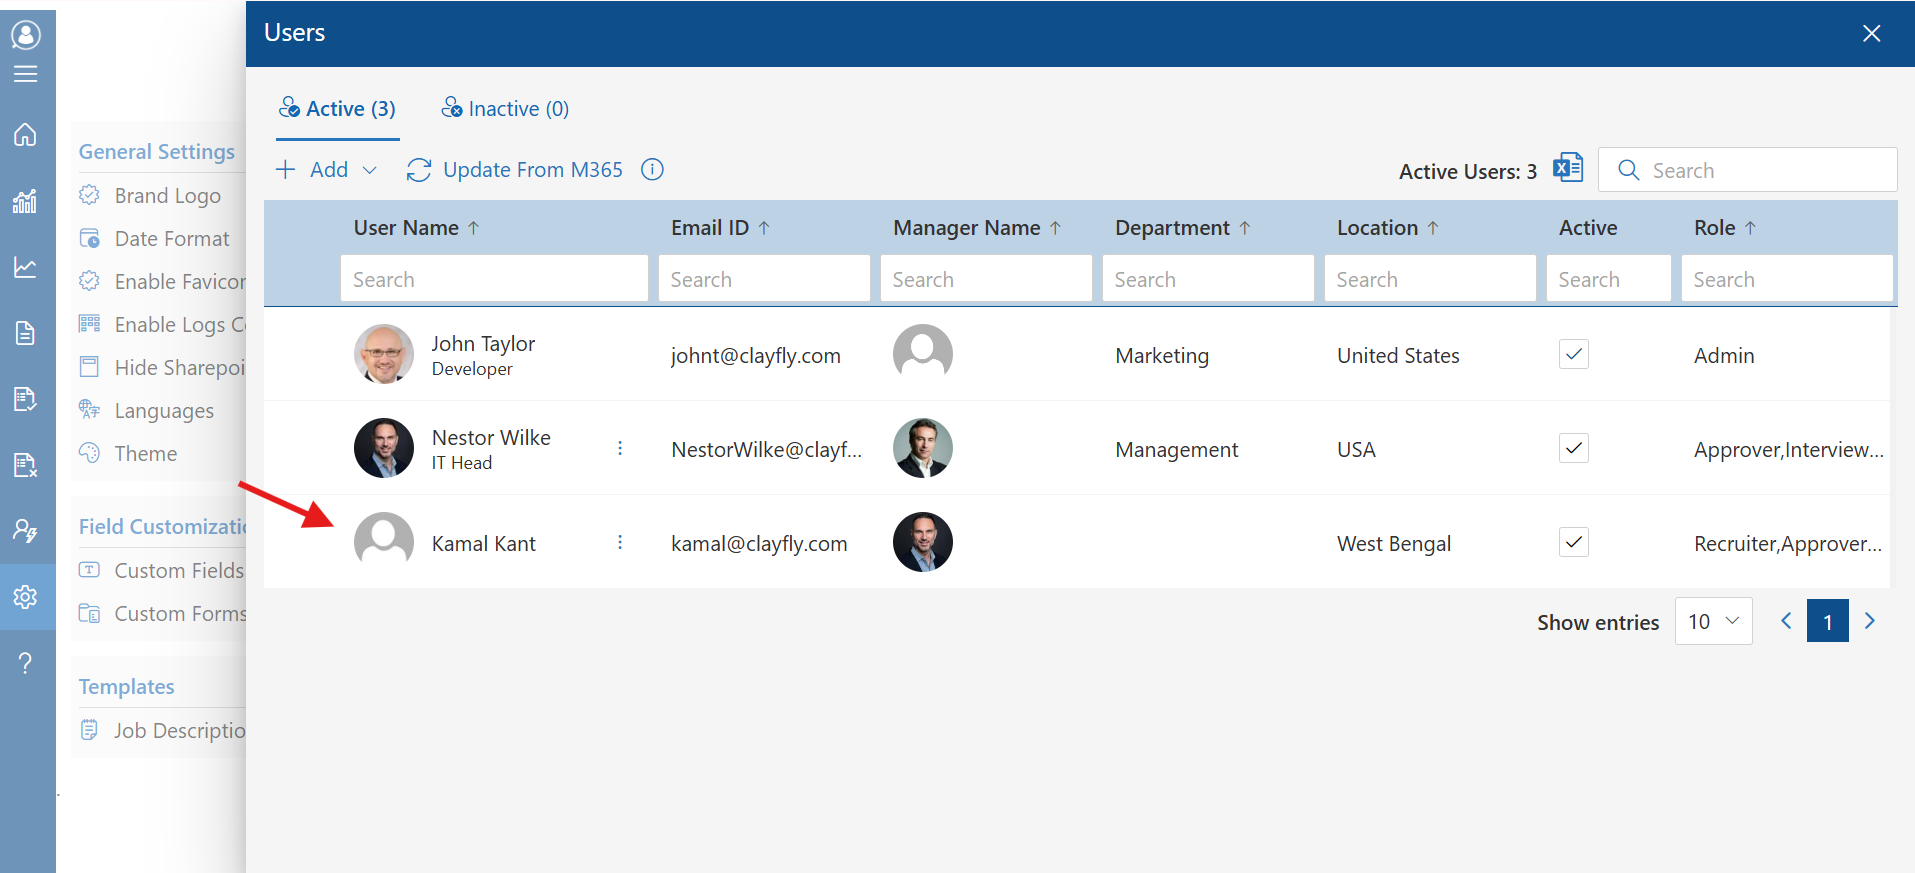 Users
Active (3)
Inactive (0)
Add
Update From M365
Active Users: 3
Search
User Name ↑
Email ID ↑
Manager Name ↑
Department ↑
Location ↑
Active
Role ↑
Search
Search
Search
Search
Search
Search
Search
John Taylor
Developer
johnt@clayfly.com
Marketing
United States
Admin
Nestor Wilke
IT Head
NestorWilke@clayf...
Management
USA
Approver,Interview...
Kamal Kant
kamal@clayfly.com
West Bengal
Recruiter,Approver...
Show entries
10
1
General Settings
Brand Logo
Date Format
Enable Favicor
Enable Logs C
Hide Sharepoi
Languages
Theme
Field Customizatio
Custom Fields
Custom Forms
Templates
Job Descriptio